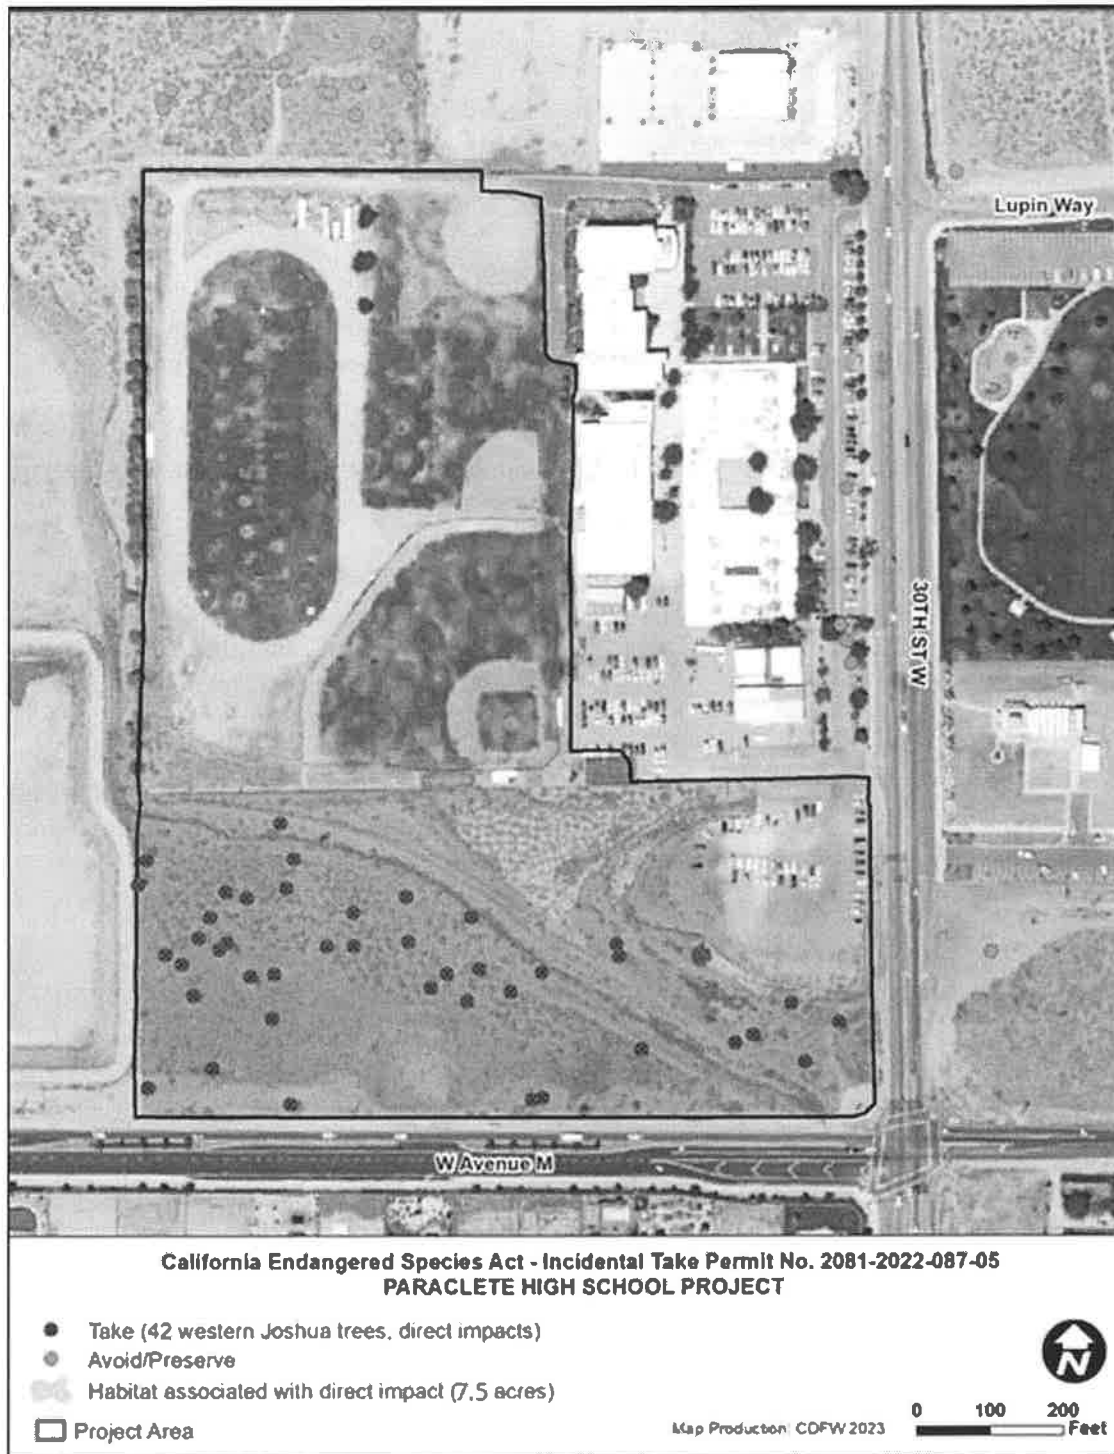 Lupin Way
30TH ST W
W Avenue M
California Endangered Species Act - Incidental Take Permit No. 2081-2022-087-05
PARACLETE HIGH SCHOOL PROJECT
Take (42 western Joshua trees, direct impacts)
Avoid/Preserve
Habitat associated with direct impact (7.5 acres)
Project Area
N
Map Production: CDFW 2023
0 100 200
Feet